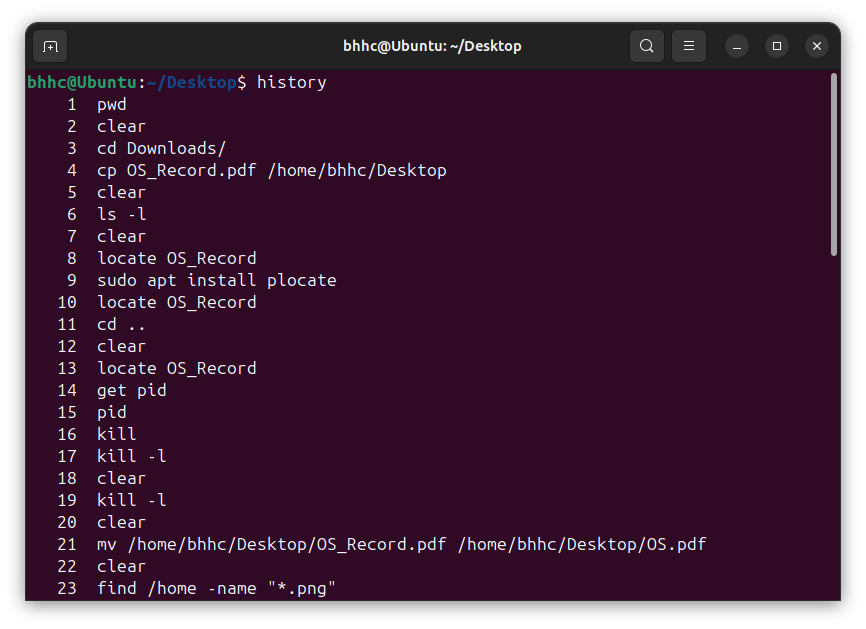 bhhc@Ubuntu: ~/Desktop
bhhc@Ubuntu:~/Desktop$ history
1 pwd
2 clear
3 cd Downloads/
4 cp OS_Record.pdf /home/bhhc/Desktop
5 clear
6 ls -l
7 clear
8 locate OS_Record
9 sudo apt install plocate
10 locate OS_Record
11 cd ..
12 clear
13 locate OS_Record
14 get pid
15 pid
16 kill
17 kill -l
18 clear
19 kill -l
20 clear
21 mv /home/bhhc/Desktop/OS_Record.pdf /home/bhhc/Desktop/OS.pdf
22 clear
23 find /home -name "*.png"